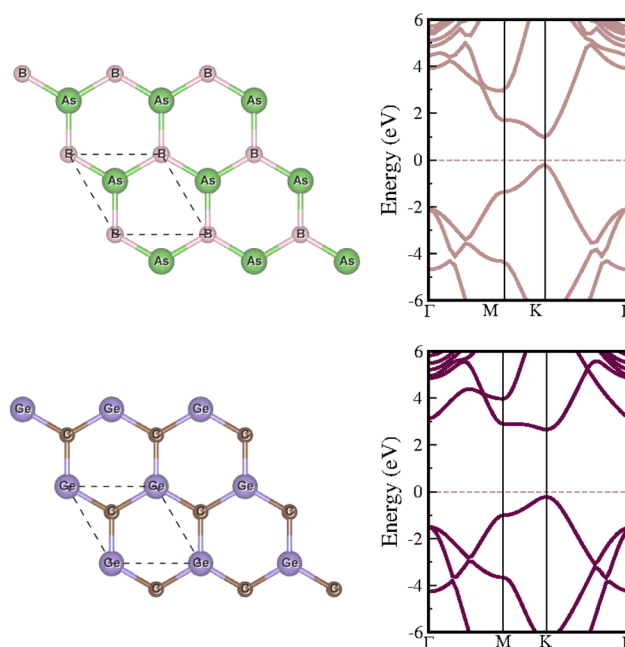 B B B
As As As
B B B
As As As
B B B
As As As
Energy (eV)
6
4
2
0
-2
-4
-6
Γ M K
Ge Ge Ge
C C C
Ge Ge Ge
C C C
Ge Ge Ge
C C C
Energy (eV)
6
4
2
0
-2
-4
-6
Γ M K